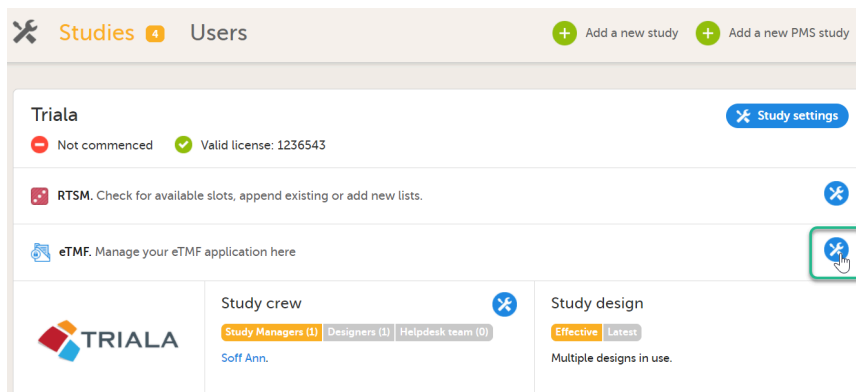 Studies 4 Users Add a new study Add a new PMS study
Triala Study settings
Not commenced Valid license: 1236543
RTSM. Check for available slots, append existing or add new lists.
eTMF. Manage your eTMF application here
Study crew
Study Managers (1) Designers (1) Helpdesk team (0)
Soff Ann.
Study design
Effective Latest
Multiple designs in use.
TRIALA